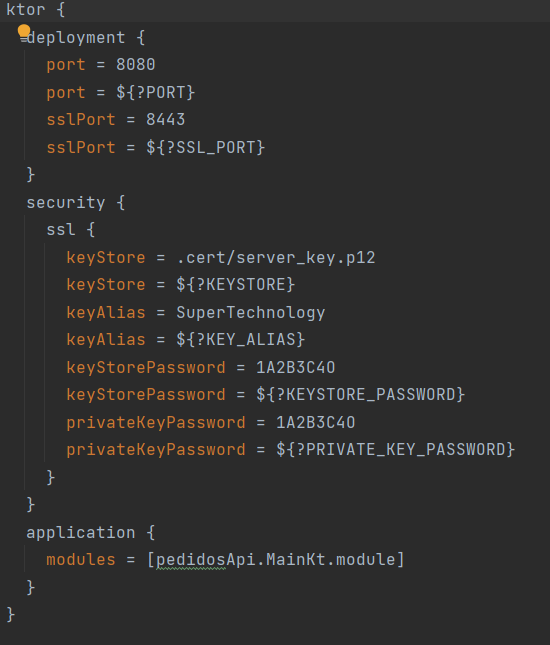 ktor {
  deployment {
    port = 8080
    port = ${?PORT}
    sslPort = 8443
    sslPort = ${?SSL_PORT}
  }
  security {
    ssl {
      keyStore = .cert/server_key.p12
      keyStore = ${?KEYSTORE}
      keyAlias = SuperTechnology
      keyAlias = ${?KEY_ALIAS}
      keyStorePassword = 1A2B3C4O
      keyStorePassword = ${?KEYSTORE_PASSWORD}
      privateKeyPassword = 1A2B3C4O
      privateKeyPassword = ${?PRIVATE_KEY_PASSWORD}
    }
  }
  application {
    modules = [pedidosApi.MainKt.module]
  }
}